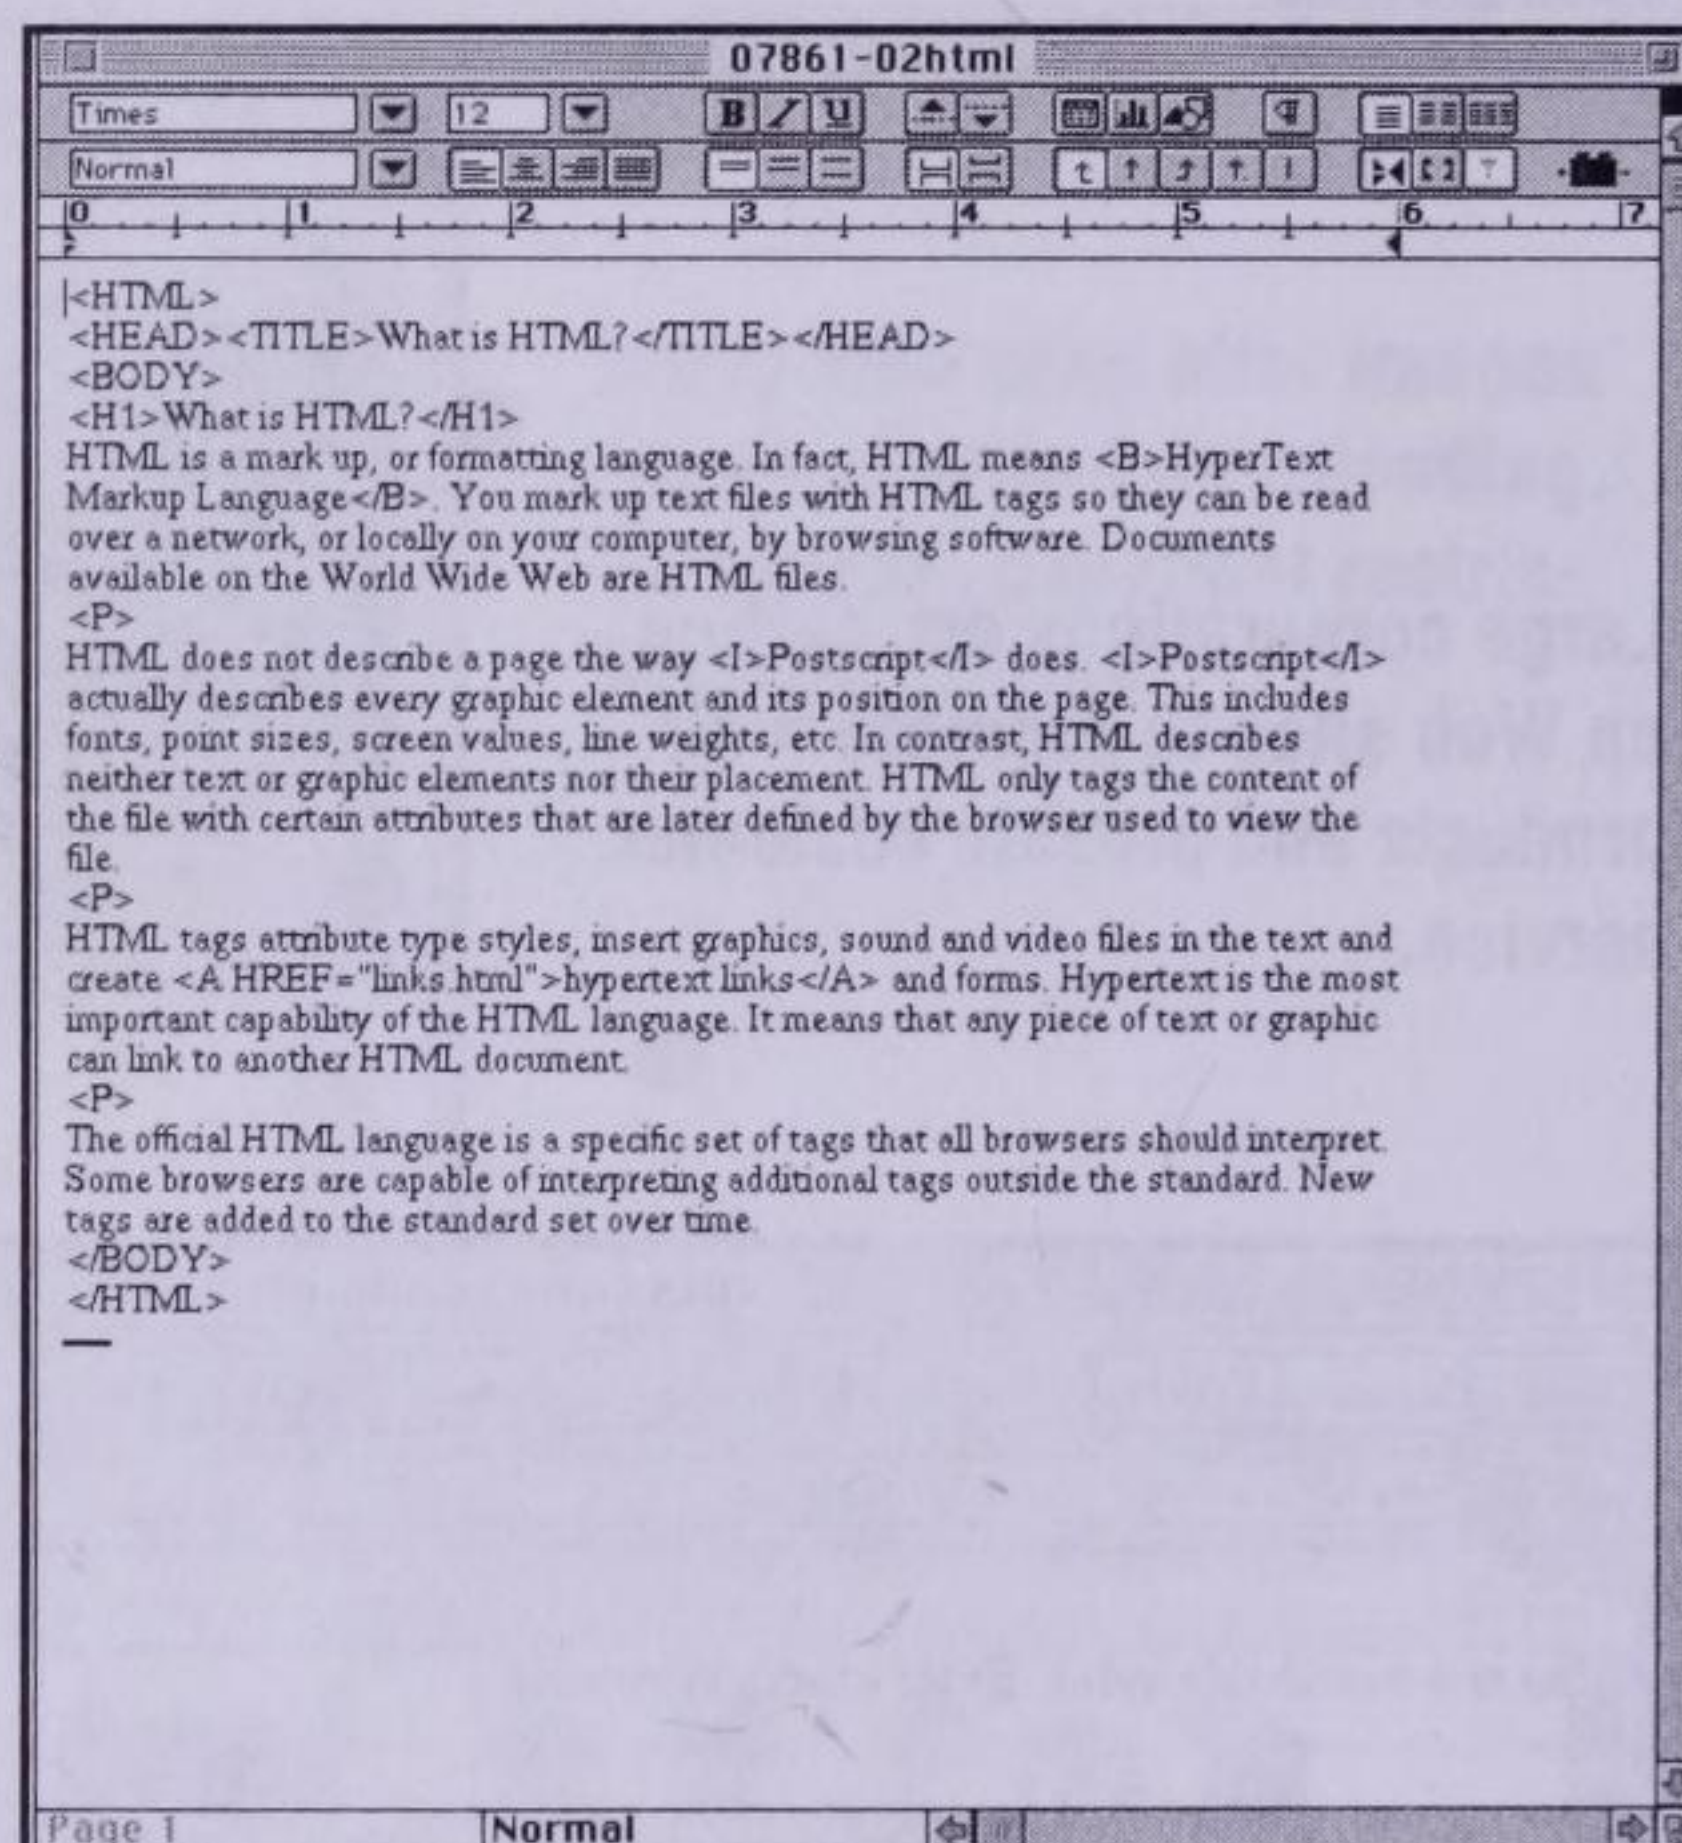 07861-02html
Times 12 B I U
Normal
0 1 2 3 4 5 6 7
<HTML>
<HEAD><TITLE>What is HTML?</TITLE></HEAD>
<BODY>
<H1>What is HTML?</H1>
HTML is a mark up, or formatting language. In fact, HTML means <B>HyperText
Markup Language</B>. You mark up text files with HTML tags so they can be read
over a network, or locally on your computer, by browsing software. Documents
available on the World Wide Web are HTML files.
<P>
HTML does not describe a page the way <I>Postscript</I> does. <I>Postscript</I>
actually describes every graphic element and its position on the page. This includes
fonts, point sizes, screen values, line weights, etc. In contrast, HTML describes
neither text or graphic elements nor their placement. HTML only tags the content of
the file with certain attributes that are later defined by the browser used to view the
file.
<P>
HTML tags attribute type styles, insert graphics, sound and video files in the text and
create <A HREF="links.html">hypertext links</A> and forms. Hypertext is the most
important capability of the HTML language. It means that any piece of text or graphic
can link to another HTML document.
<P>
The official HTML language is a specific set of tags that all browsers should interpret.
Some browsers are capable of interpreting additional tags outside the standard. New
tags are added to the standard set over time.
</BODY>
</HTML>
Page 1 Normal